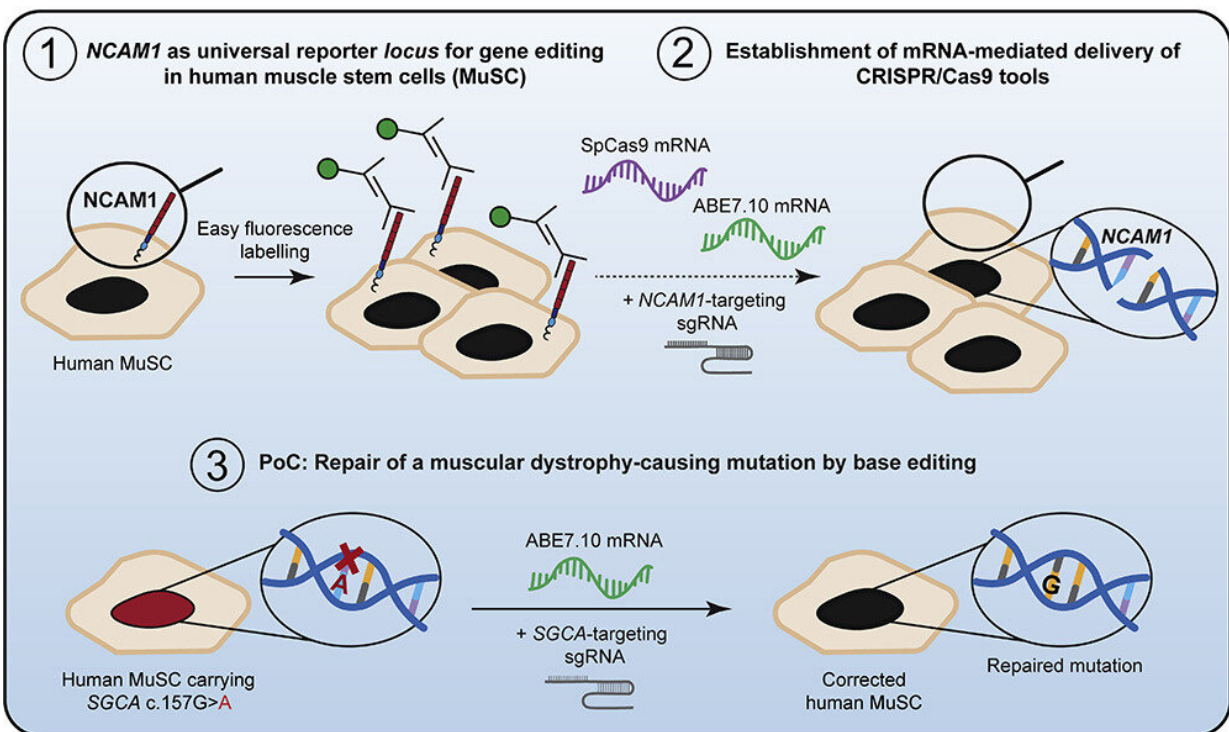 1
NCAM1 as universal reporter locus for gene editing
in human muscle stem cells (MuSC)
2
Establishment of mRNA-mediated delivery of
CRISPR/Cas9 tools
NCAM1
Easy fluorescence
labelling
Human MuSC
SpCas9 mRNA
ABE7.10 mRNA
+ NCAM1-targeting
sgRNA
NCAM1
3
PoC: Repair of a muscular dystrophy-causing mutation by base editing
A
Human MuSC carrying
SGCA c.157G>A
ABE7.10 mRNA
+ SGCA-targeting
sgRNA
G
Corrected
human MuSC
Repaired mutation